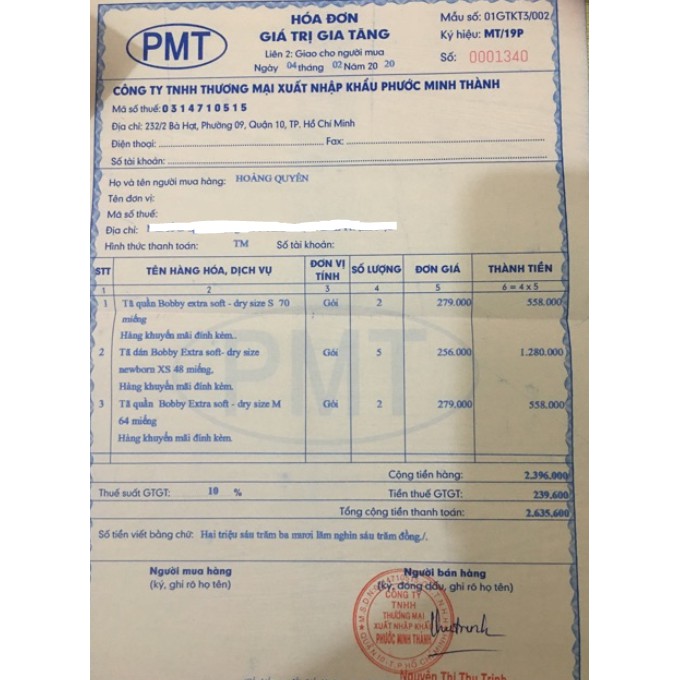 PMT
HÓA ĐƠN
GIÁ TRỊ GIA TĂNG
Liên 2: Giao cho người mua
Ngày 04 tháng 02 Năm 2020
Mẫu số: 01GTKT3/002
Ký hiệu: MT/19P
Số: 0001340
CÔNG TY TNHH THƯƠNG MẠI XUẤT NHẬP KHẨU PHƯỚC MINH THÀNH
Mã số thuế: 0314710515
Địa chỉ: 232/2 Bà Hạt, Phường 09, Quận 10, TP. Hồ Chí Minh
Điện thoại: Fax:
Số tài khoản:
Họ và tên người mua hàng: HOÀNG QUYÊN
Tên đơn vị:
Mã số thuế:
Địa chỉ:
Hình thức thanh toán: TM Số tài khoản:
STT TÊN HÀNG HÓA, DỊCH VỤ ĐƠN VỊ TÍNH SỐ LƯỢNG ĐƠN GIÁ THÀNH TIỀN
1 2 3 4 5 6 = 4 x 5
1 Tã quần Bobby extra soft - dry size S 70 Gói 2 279.000 558.000
miếng
Hàng khuyến mãi đính kèm..
2 Tã dán Bobby Extra soft- dry size Gói 5 256.000 1.280.000
newborn XS 48 miếng,
Hàng khuyến mãi đính kèm.
3 Tã quần Bobby Extra soft - dry size M Gói 2 279.000 558.000
64 miếng
Hàng khuyến mãi đính kèm.
PMT
Cộng tiền hàng: 2.396.000
Thuế suất GTGT: 10 % Tiền thuế GTGT: 239.600
Tổng cộng tiền thanh toán: 2.635.600
Số tiền viết bằng chữ: Hai triệu sáu trăm ba mươi lăm nghìn sáu trăm đồng./.
Người mua hàng
(ký, ghi rõ họ tên)
Người bán hàng
(ký, đóng dấu, ghi rõ họ tên)
CÔNG TY
TNHH
THƯƠNG MẠI
XUẤT NHẬP KHẨU
PHƯỚC MINH THÀNH
Nguyễn Thị Thu Trinh